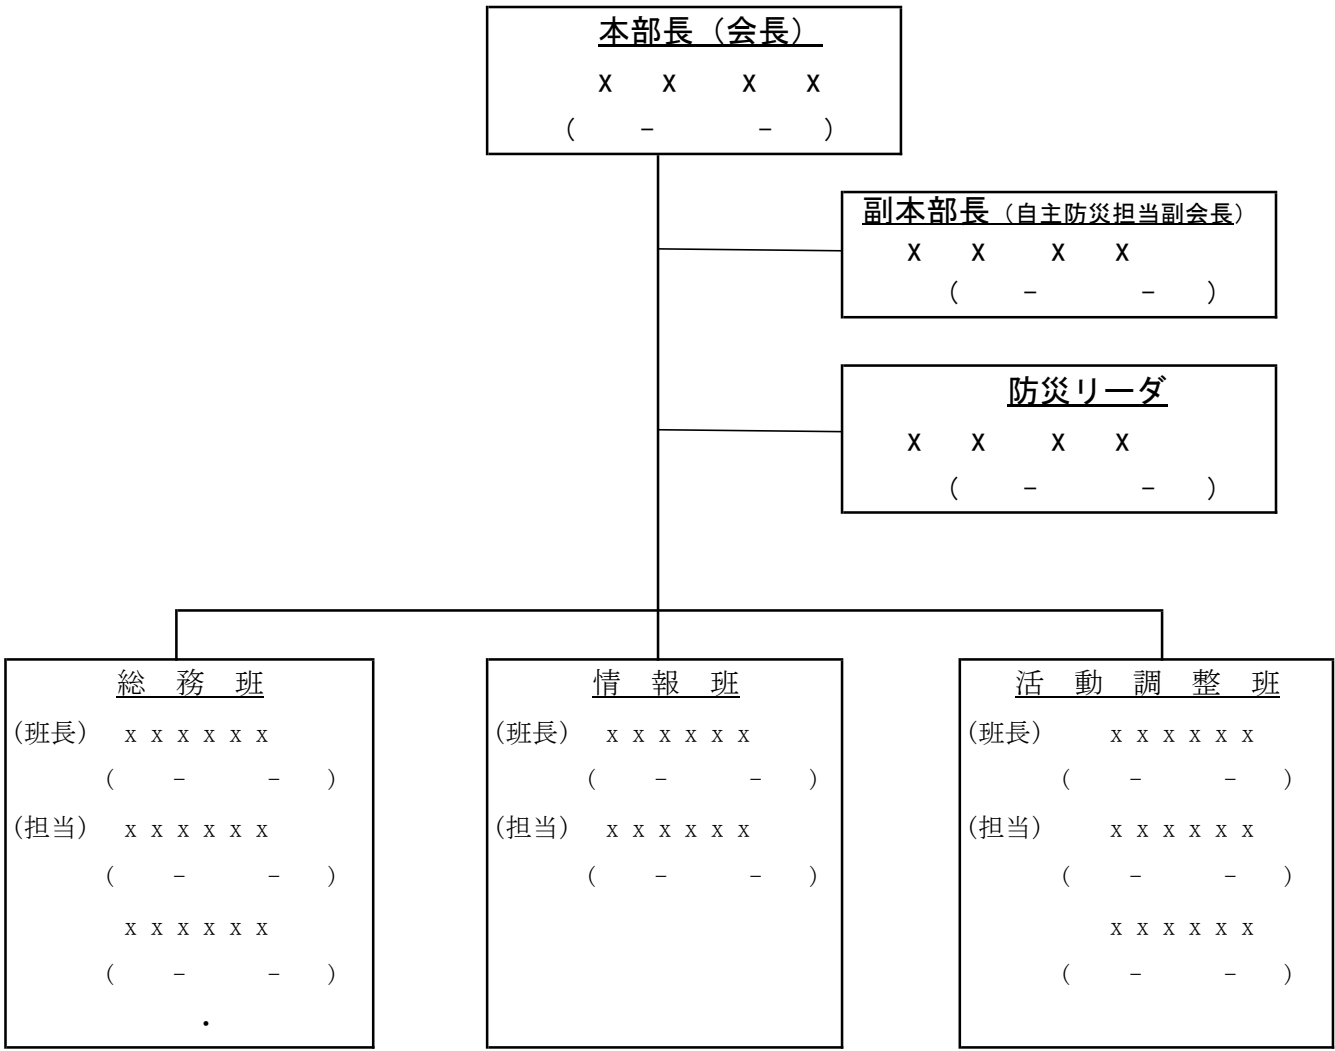 本部長（会長）
X X X X
( - - )
副本部長（自主防災担当副会長）
X X X X
( - - )
防災リーダ
X X X X
( - - )
総 務 班
(班長) x x x x x x
( - - )
(担当) x x x x x x
( - - )
x x x x x x
( - - )
.
情 報 班
(班長) x x x x x x
( - - )
(担当) x x x x x x
( - - )
活 動 調 整 班
(班長) x x x x x x
( - - )
(担当) x x x x x x
( - - )
x x x x x x
( - - )